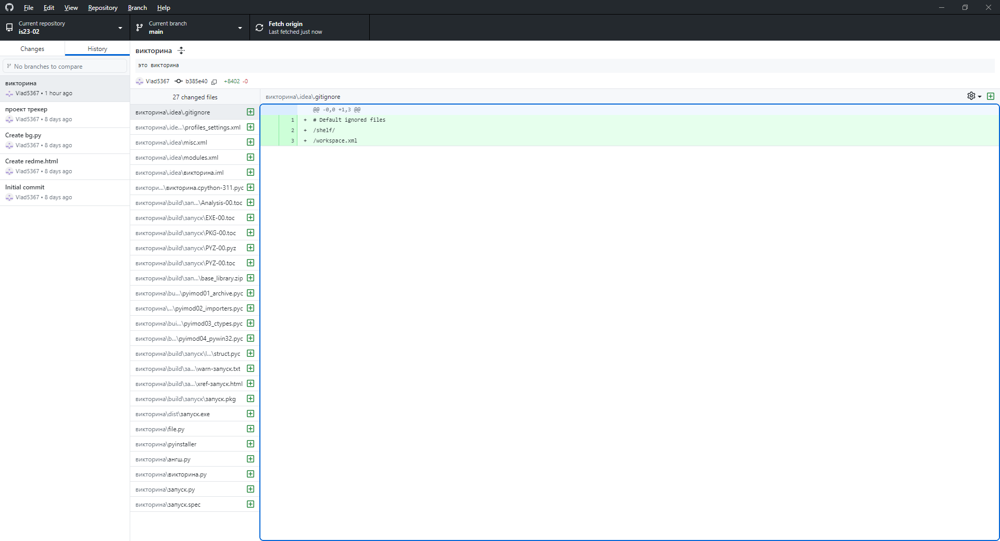 File Edit View Repository Branch Help
Current repository
is23-02
Current branch
main
Fetch origin
Last fetched just now
Changes
History
No branches to compare
викторина
Vlad5367 • 1 hour ago
проект трекер
Vlad5367 • 8 days ago
Create bg.py
Vlad5367 • 8 days ago
Create redme.html
Vlad5367 • 8 days ago
Initial commit
Vlad5367 • 8 days ago
викторина
это викторина
Vlad5367 b385e40 +8402 -0
27 changed files
викторина\.idea\.gitignore
викторина\.ide...\profiles_settings.xml
викторина\.idea\misc.xml
викторина\.idea\modules.xml
викторина\.idea\викторина.iml
виктори...\викторина.cpython-311.pyc
викторина\build\зап...\Analysis-00.toc
викторина\build\запуск\EXE-00.toc
викторина\build\запуск\PKG-00.toc
викторина\build\запуск\PYZ-00.pyz
викторина\build\запуск\PYZ-00.toc
викторина\build\зап...\base_library.zip
викторина\bu...\pyimod01_archive.pyc
викторина\...\pyimod02_importers.pyc
викторина\bui...\pyimod03_ctypes.pyc
викторина\b...\pyimod04_pywin32.pyc
викторина\build\запуск\l...\struct.pyc
викторина\build\за...\warn-запуск.txt
викторина\build\за...\xref-запуск.html
викторина\build\запуск\запуск.pkg
викторина\dist\запуск.exe
викторина\file.py
викторина\pyinstaller
викторина\ангш.py
викторина\викторина.py
викторина\запуск.py
викторина\запуск.spec
викторина\.idea\.gitignore
@@ -0,0 +1,3 @@
1 + # Default ignored files
2 + /shelf/
3 + /workspace.xml